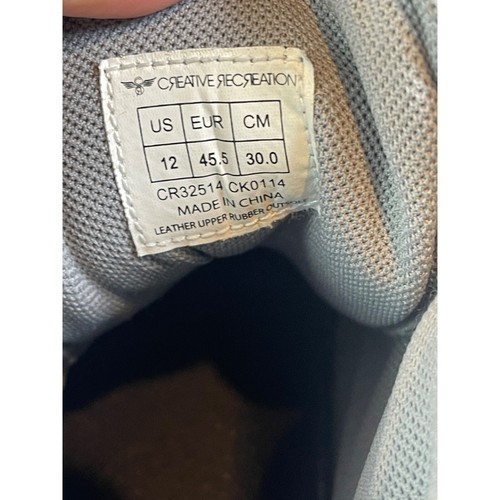 CREATIVE RECREATION
US EUR CM
12 45.5 30.0
CR32514 CK0114
MADE IN CHINA
LEATHER UPPER RUBBER